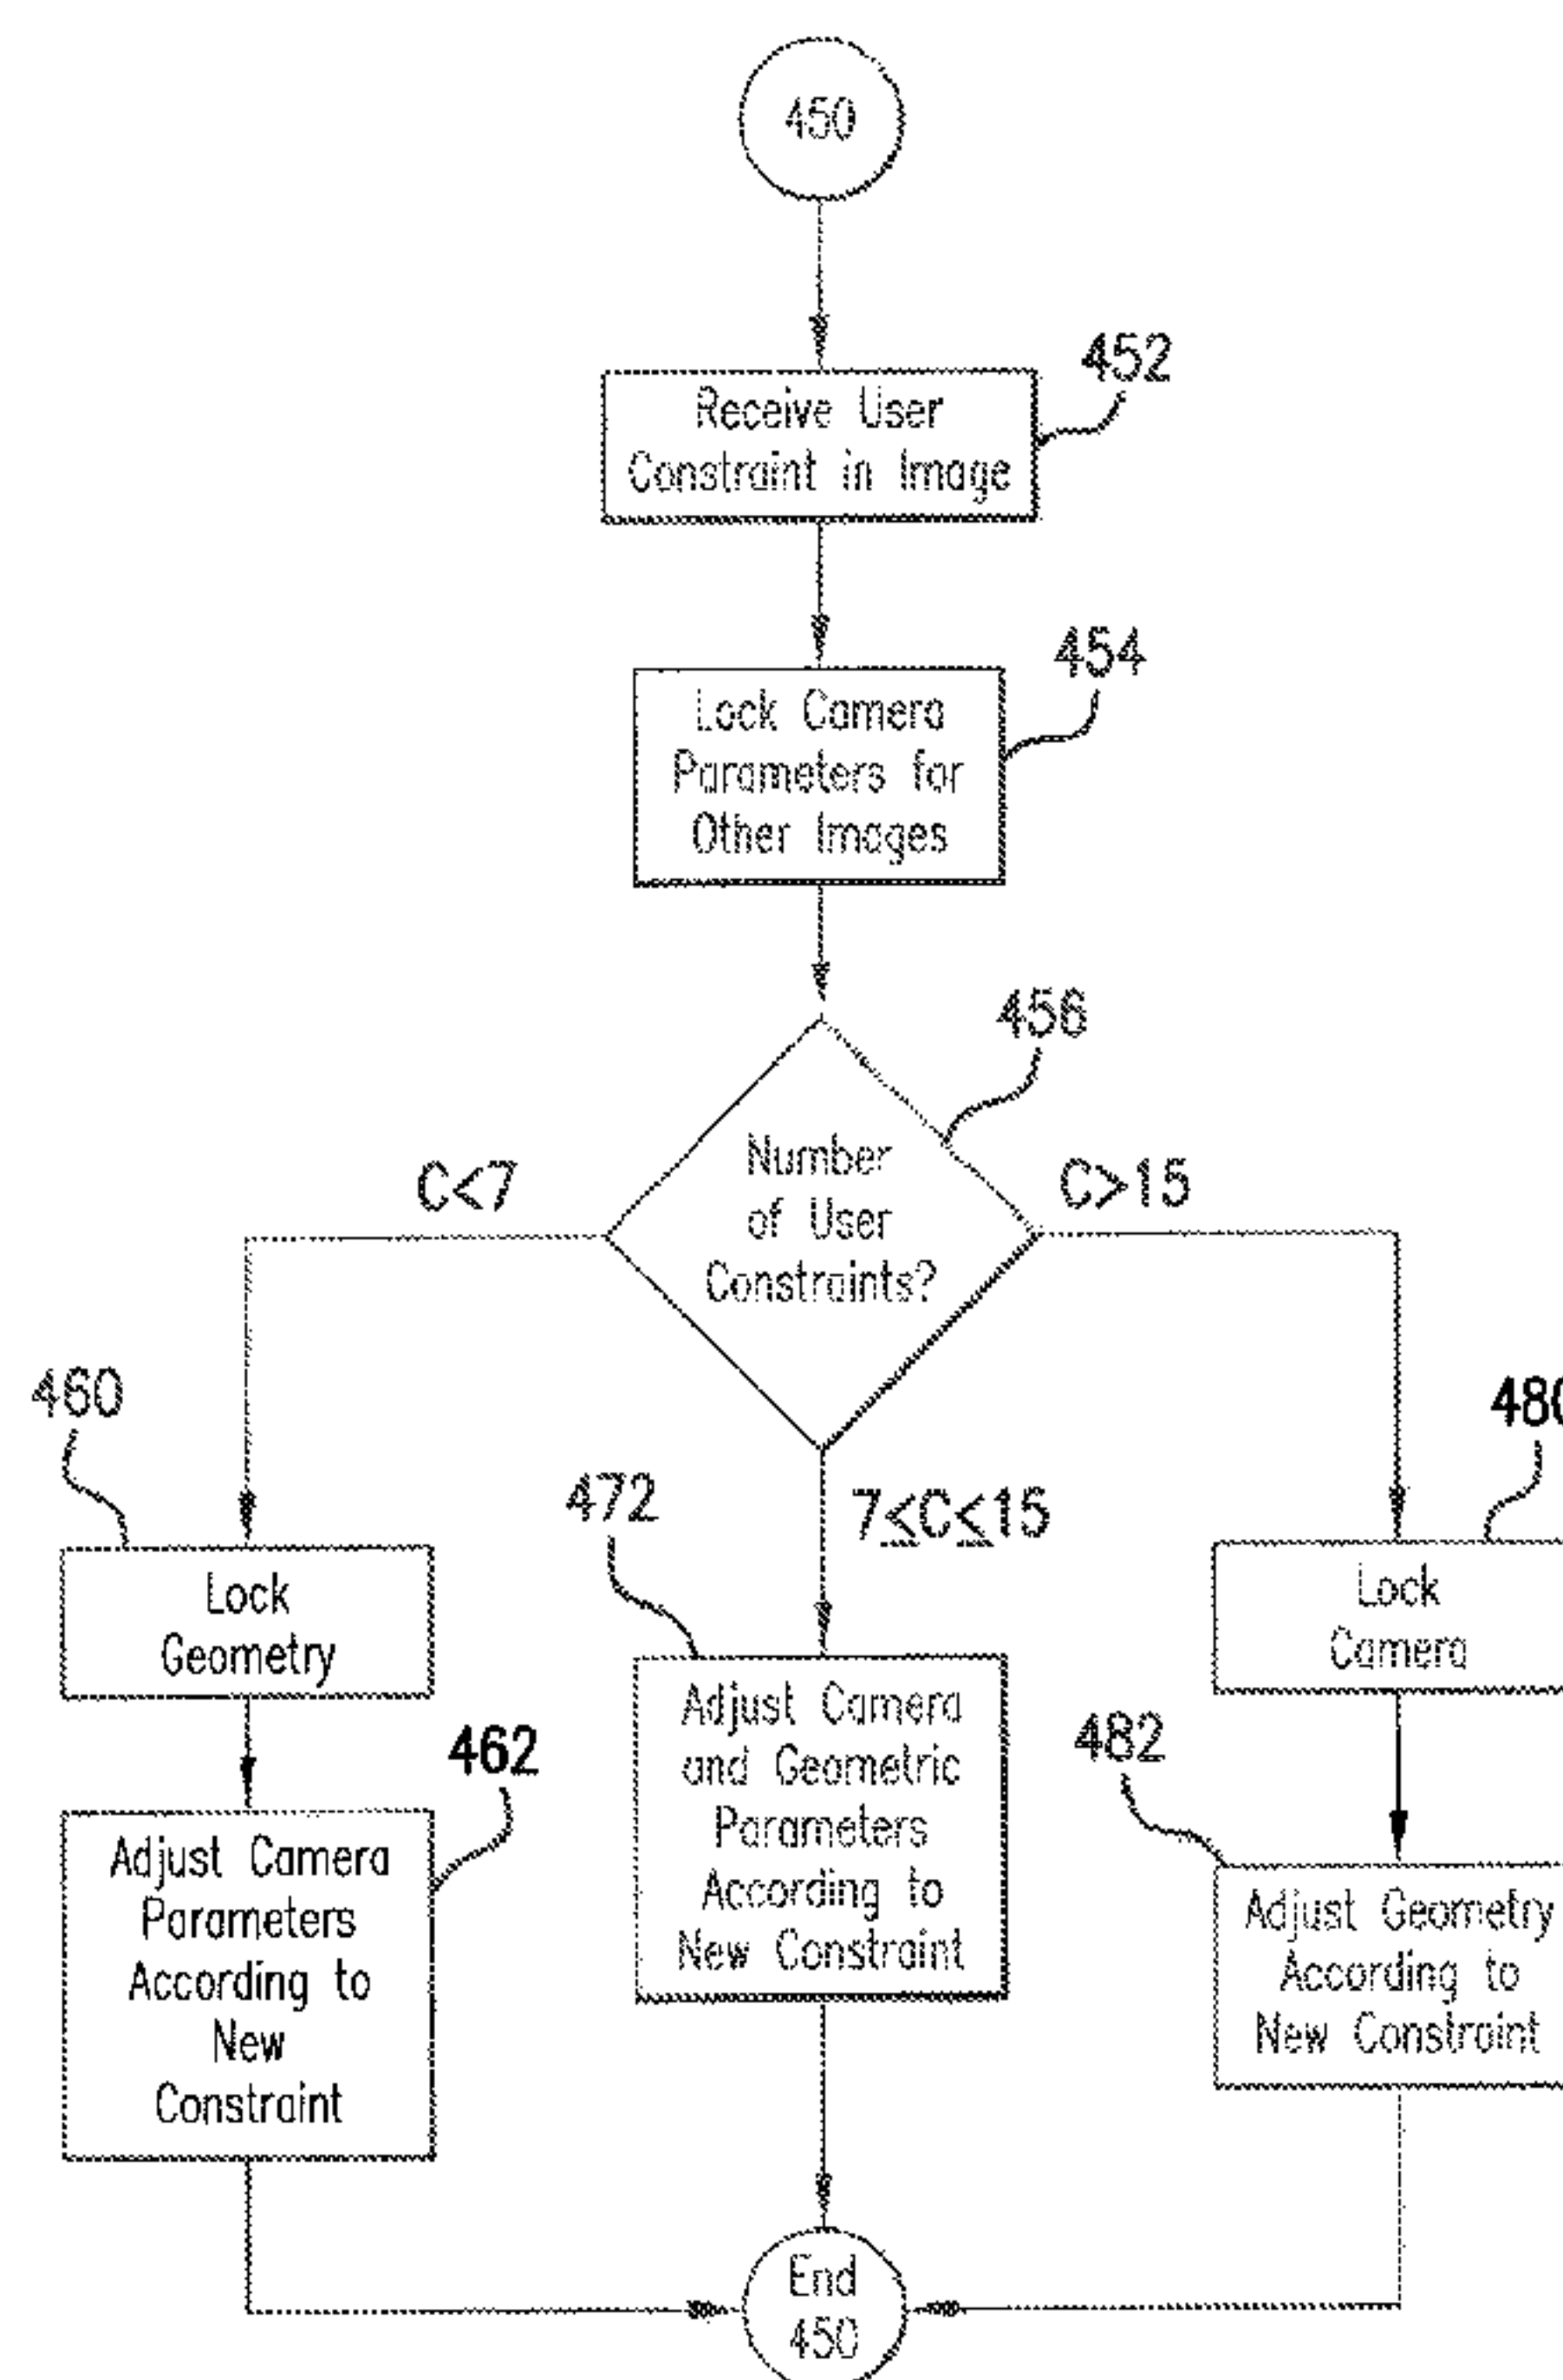 450
452
Receive User
Constraint in Image
454
Lock Camera
Parameters for
Other Images
456
Number
of User
Constraints?
C<7
C>15
7≤C≤15
460
Lock
Geometry
462
Adjust Camera
Parameters
According to
New
Constraint
472
Adjust Camera
and Geometric
Parameters
According to
New Constraint
480
Lock
Camera
482
Adjust Geometry
According to
New Constraint
End
450